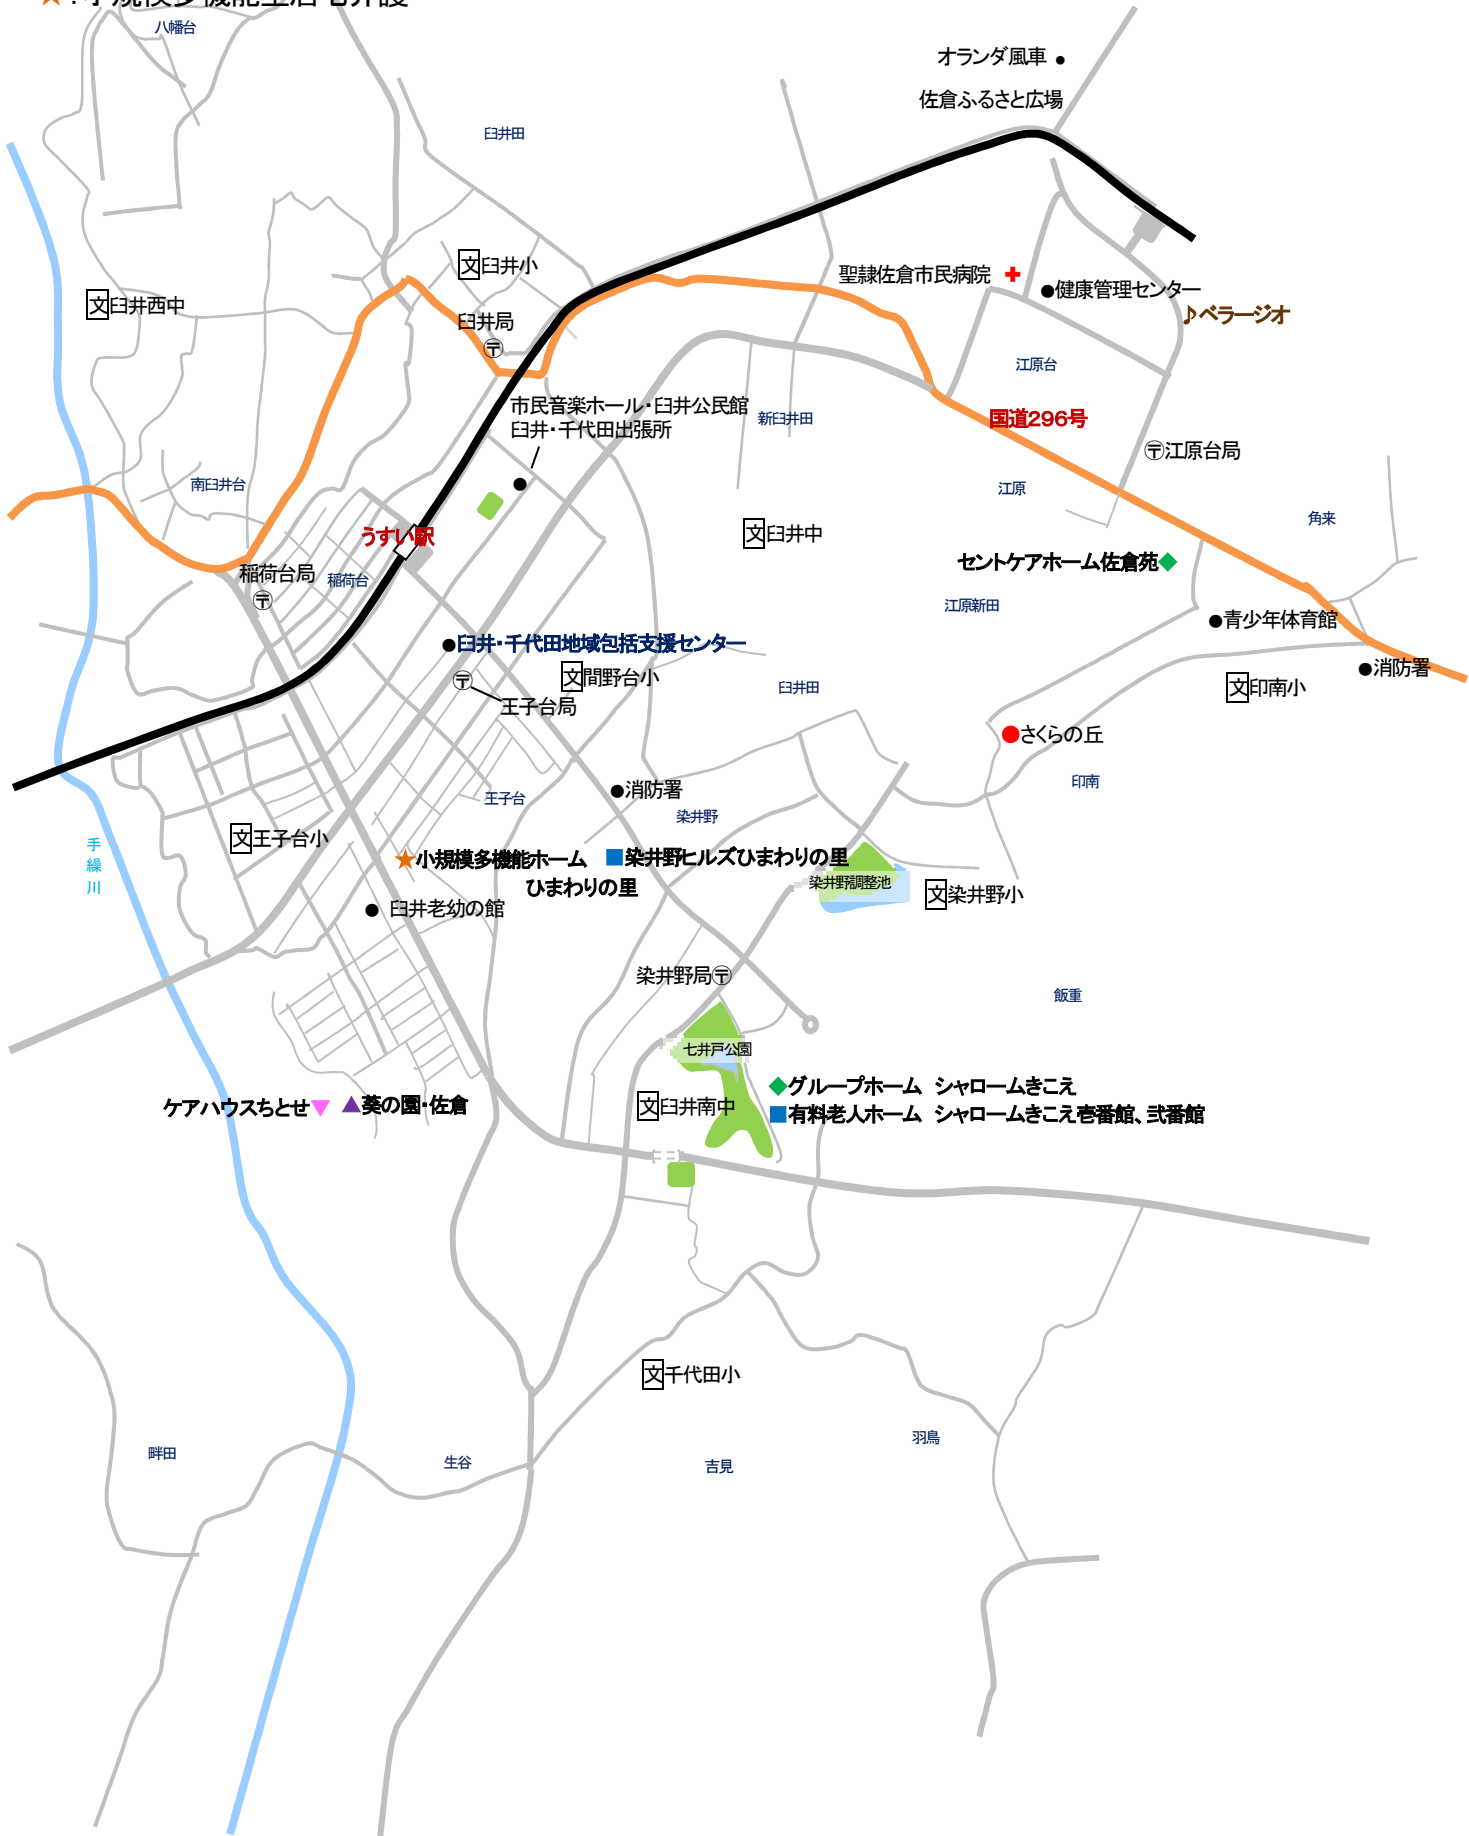 ★:小規模多機能型居宅介護
八幡台
オランダ風車
佐倉ふるさと広場
臼井田
文臼井小
聖隷佐倉市民病院
健康管理センター
文臼井西中
♪ベラージオ
臼井局
〒
江原台
市民音楽ホール・臼井公民館
臼井・千代田出張所
新臼井田
国道296号
〒江原台局
南臼井台
江原
角来
うすい駅
文臼井中
セントケアホーム佐倉苑◆
稲荷台局
〒
稲荷台
江原新田
●青少年体育館
●臼井・千代田地域包括支援センター
〒
王子台局
文間野台小
臼井田
●消防署
文印南小
●さくらの丘
印南
●消防署
王子台
染井野
文王子台小
手繰川
★小規模多機能ホーム
ひまわりの里
■染井野ヒルズひまわりの里
染井野調整池
文染井野小
● 臼井老幼の館
染井野局〒
飯重
七井戸公園
ケアハウスちとせ▼
▲葵の園・佐倉
文臼井南中
◆グループホーム　シャロームきこえ
■有料老人ホーム　シャロームきこえ壱番館、弐番館
文千代田小
羽鳥
畔田
生谷
吉見